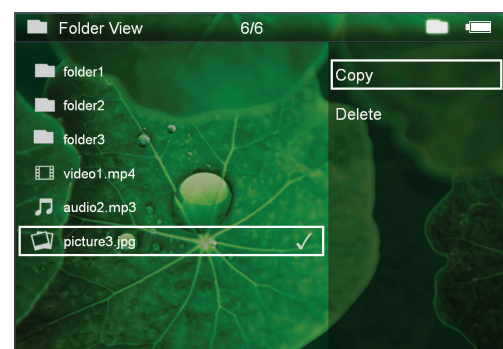 Folder View 6/6
folder1
folder2
folder3
video1.mp4
audio2.mp3
picture3.jpg
Copy
Delete